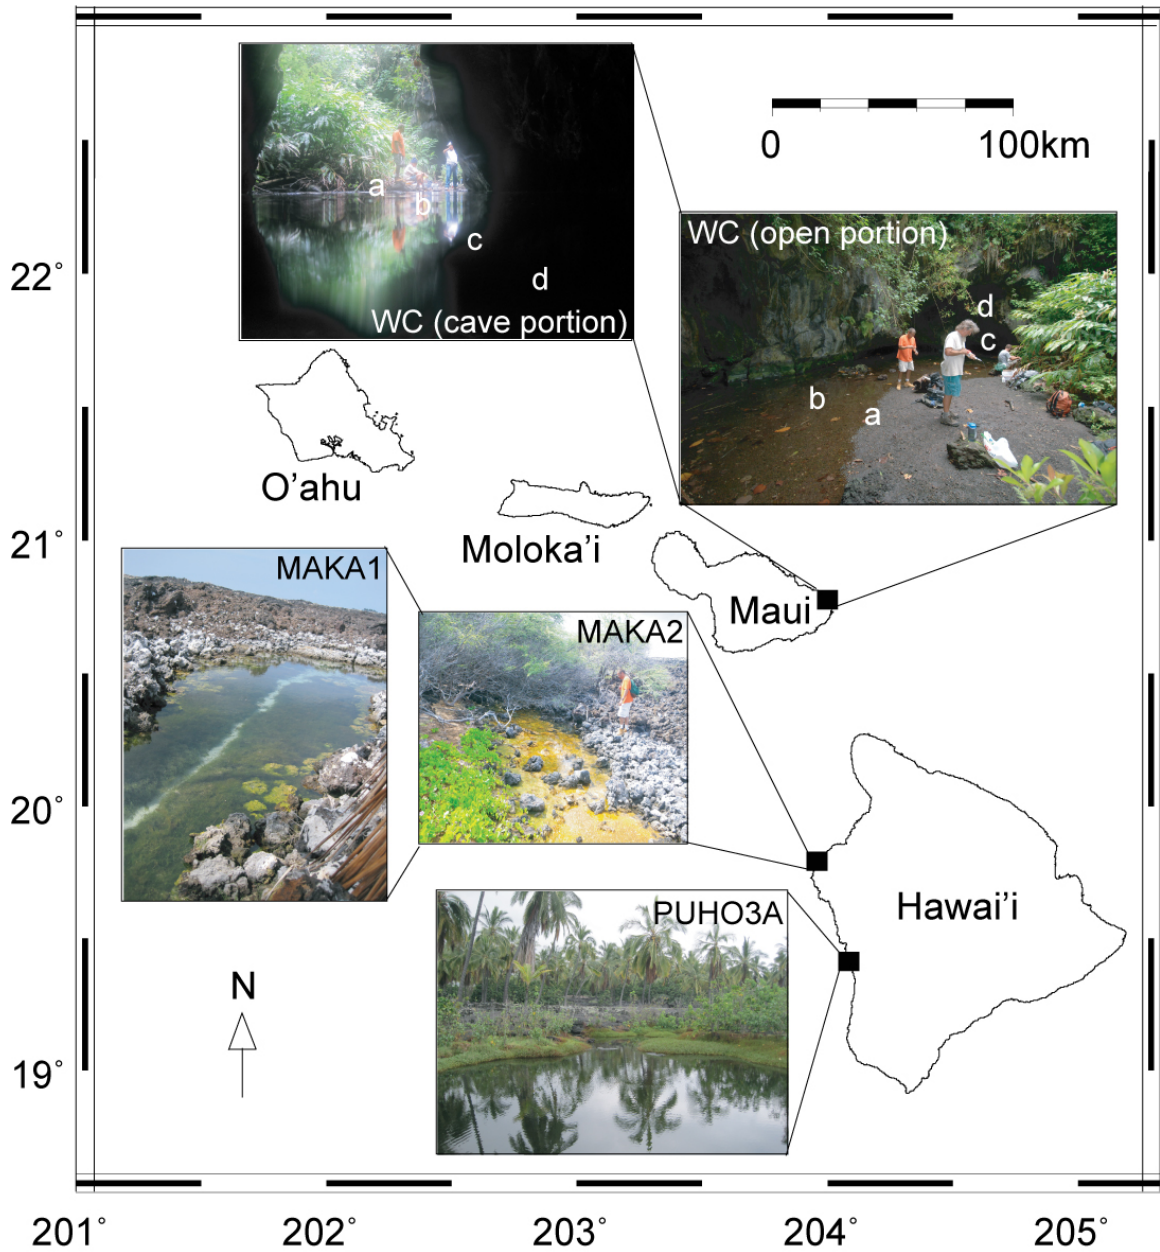 0 100km
WC (open portion)
a
b
c
d
WC (cave portion)
d
c
b
a
22°
O’ahu
21°
Moloka’i
Maui
MAKA1
MAKA2
20°
Hawai’i
PUHO3A
N
19°
201° 202° 203° 204° 205°